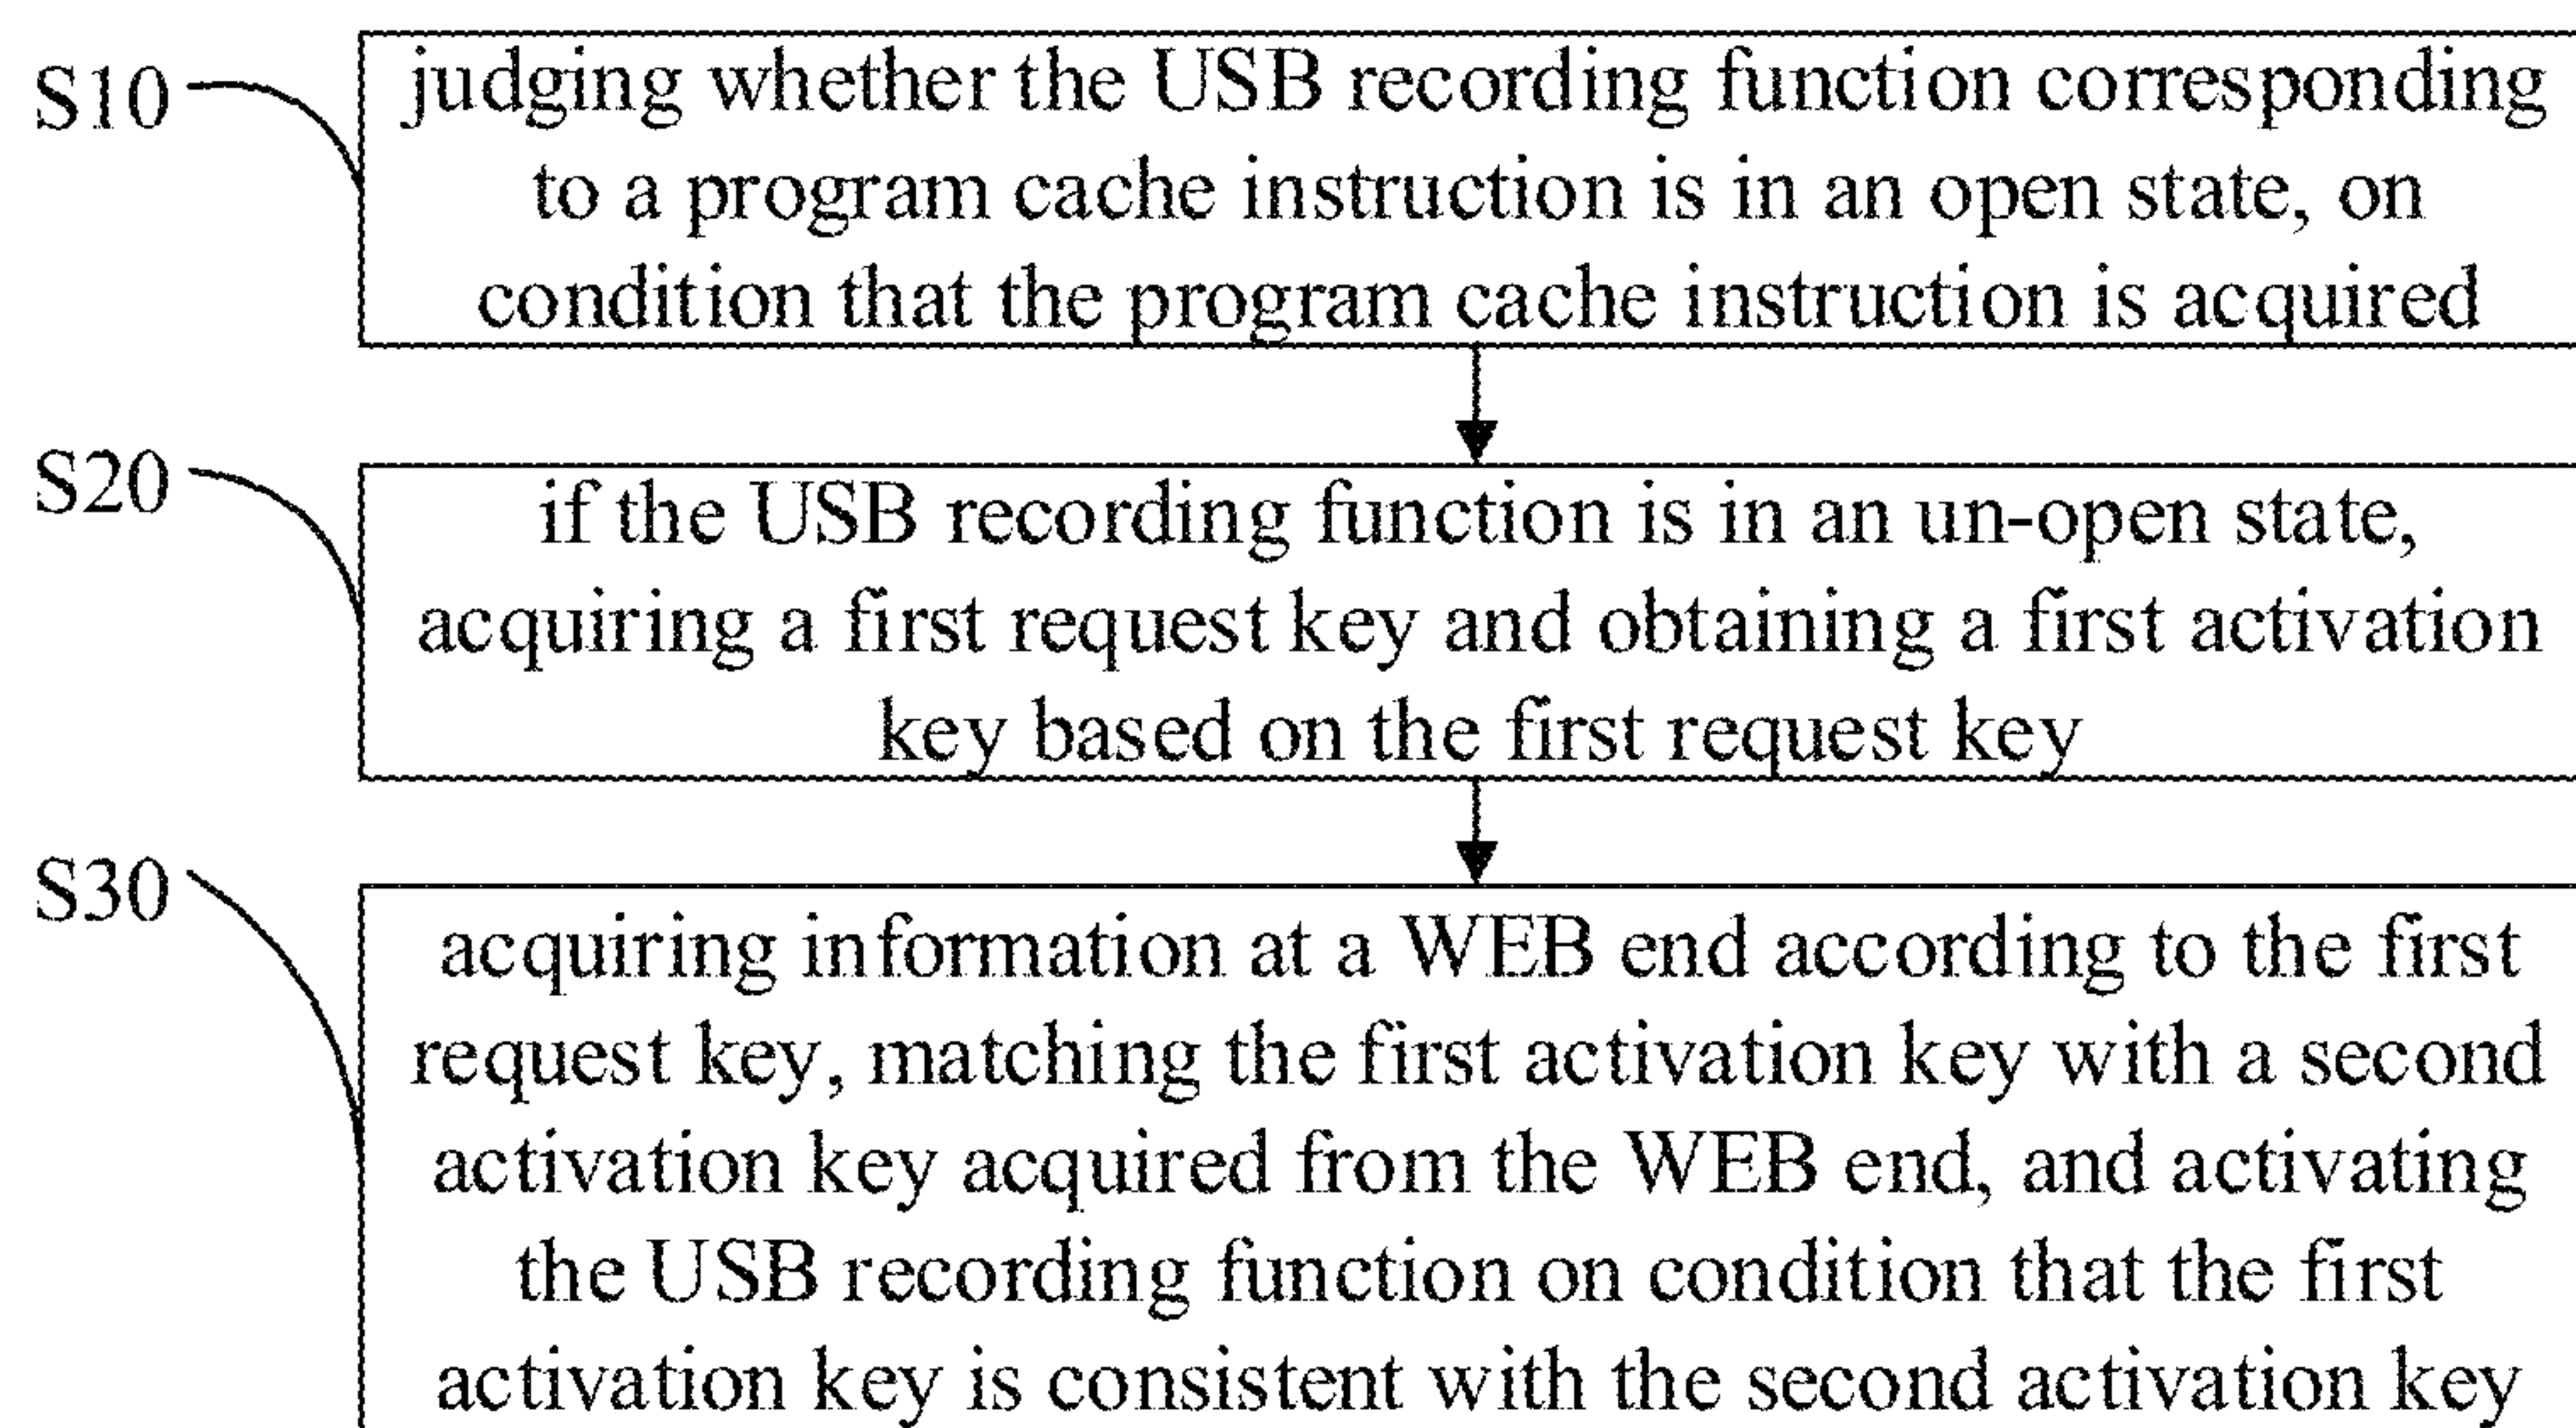 S10
judging whether the USB recording function corresponding
to a program cache instruction is in an open state, on
condition that the program cache instruction is acquired
S20
if the USB recording function is in an un-open state,
acquiring a first request key and obtaining a first activation
key based on the first request key
S30
acquiring information at a WEB end according to the first
request key, matching the first activation key with a second
activation key acquired from the WEB end, and activating
the USB recording function on condition that the first
activation key is consistent with the second activation key